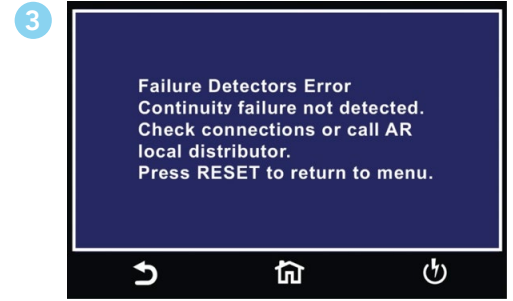 3
Failure Detectors Error
Continuity failure not detected.
Check connections or call AR
local distributor.
Press RESET to return to menu.